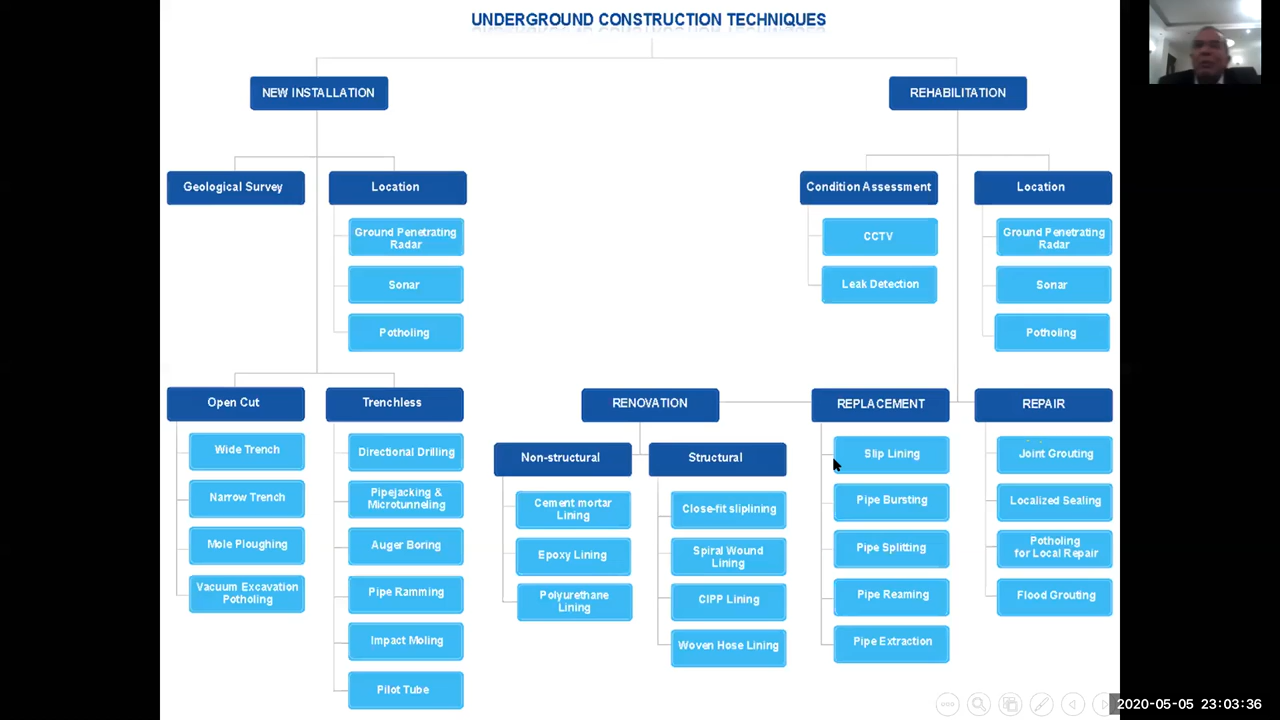 UNDERGROUND CONSTRUCTION TECHNIQUES
NEW INSTALLATION
REHABILITATION
Geological Survey
Location
Ground Penetrating
Radar
Sonar
Potholing
Condition Assessment
CCTV
Leak Detection
Location
Ground Penetrating
Radar
Sonar
Potholing
Open Cut
Wide Trench
Narrow Trench
Mole Ploughing
Vacuum Excavation
Potholing
Trenchless
Directional Drilling
Pipejacking &
Microtunneling
Auger Boring
Pipe Ramming
Impact Moling
Pilot Tube
RENOVATION
Non-structural
Cement mortar
Lining
Epoxy Lining
Polyurethane
Lining
Structural
Close-fit sliplining
Spiral Wound
Lining
CIPP Lining
Woven Hose Lining
REPLACEMENT
Slip Lining
Pipe Bursting
Pipe Splitting
Pipe Reaming
Pipe Extraction
REPAIR
Joint Grouting
Localized Sealing
Potholing
for Local Repair
Flood Grouting
2020-05-05 23:03:36